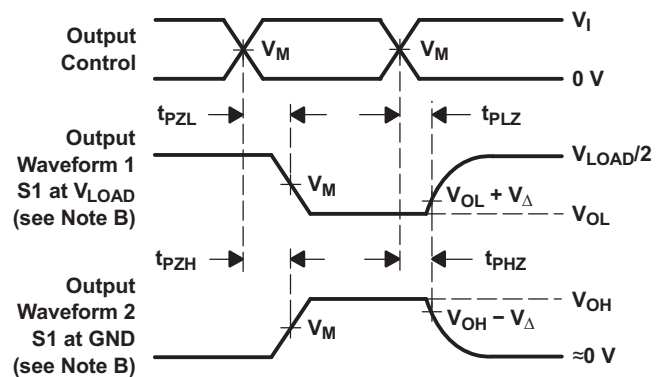 Output
Control
V_M
V_M
V_I
0 V
t_PZL
t_PLZ
Output
Waveform 1
S1 at V_LOAD
(see Note B)
V_M
V_LOAD/2
V_OL + V_Δ
V_OL
t_PZH
t_PHZ
Output
Waveform 2
S1 at GND
(see Note B)
V_M
V_OH
V_OH − V_Δ
≈0 V